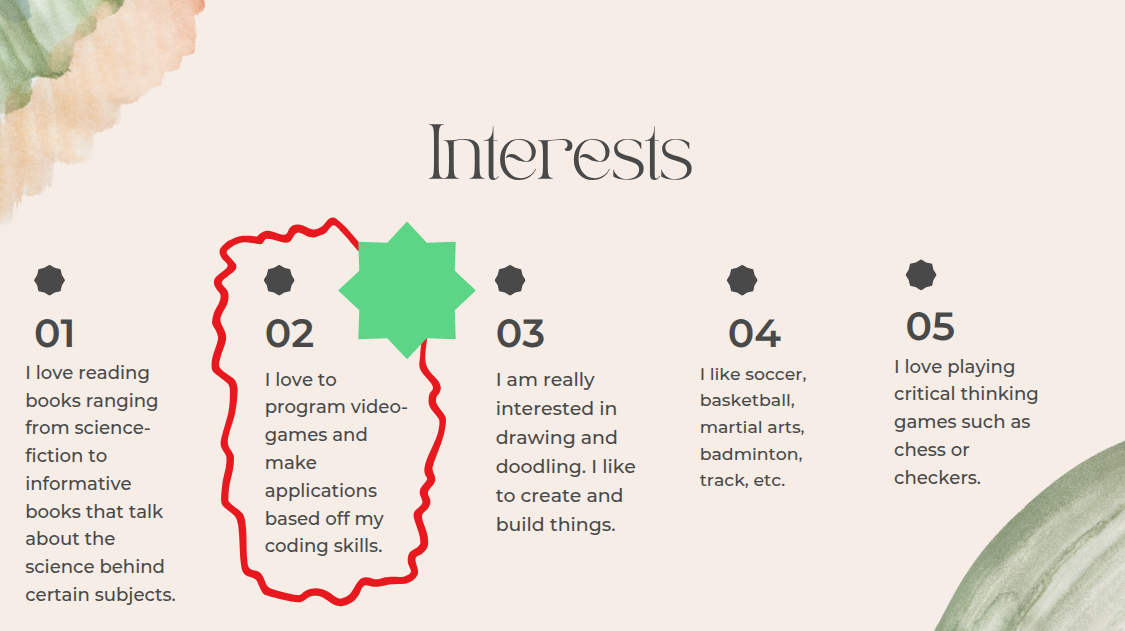 Interests
01
I love reading
books ranging
from science-
fiction to
informative
books that talk
about the
science behind
certain subjects.
02
I love to
program video-
games and
make
applications
based off my
coding skills.
03
I am really
interested in
drawing and
doodling. I like
to create and
build things.
04
I like soccer,
basketball,
martial arts,
badminton,
track, etc.
05
I love playing
critical thinking
games such as
chess or
checkers.